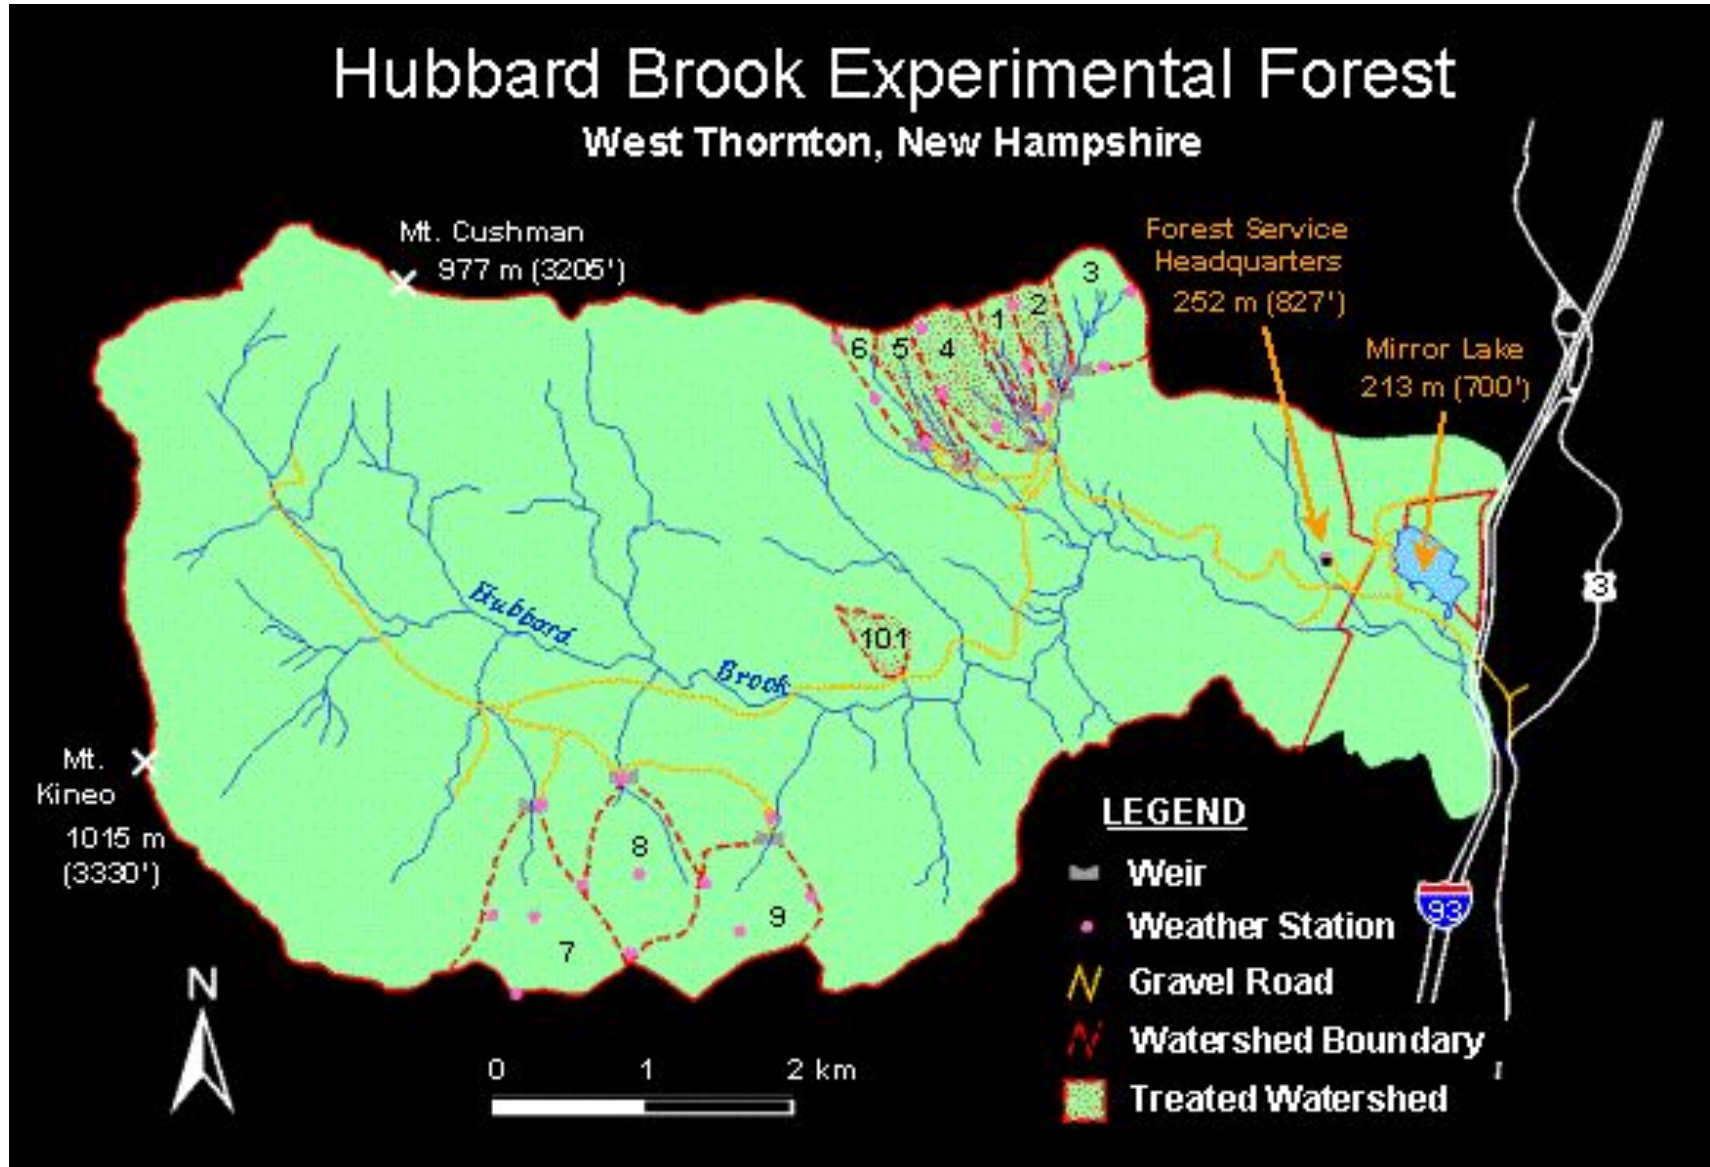 Hubbard Brook Experimental Forest
West Thornton, New Hampshire
Mt. Cushman
977 m (3205')
Forest Service
Headquarters
252 m (827')
Mirror Lake
213 m (700')
3
2
1
6
5
4
3
Hubbard
Brook
101
Mt.
Kineo
1015 m
(3330')
8
9
7
LEGEND
Weir
Weather Station
Gravel Road
Watershed Boundary
Treated Watershed
93
N
0 1 2 km